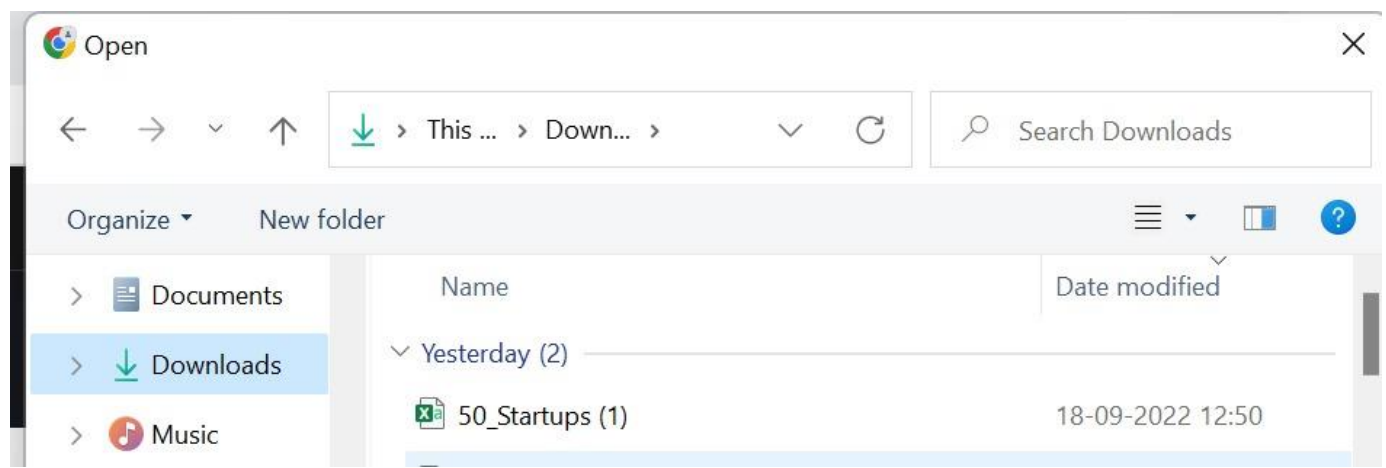 Open
This ... > Down... >
Search Downloads
Organize
New folder
?
Documents
Name
Date modified
Downloads
Yesterday (2)
50_Startups (1)
18-09-2022 12:50
Music